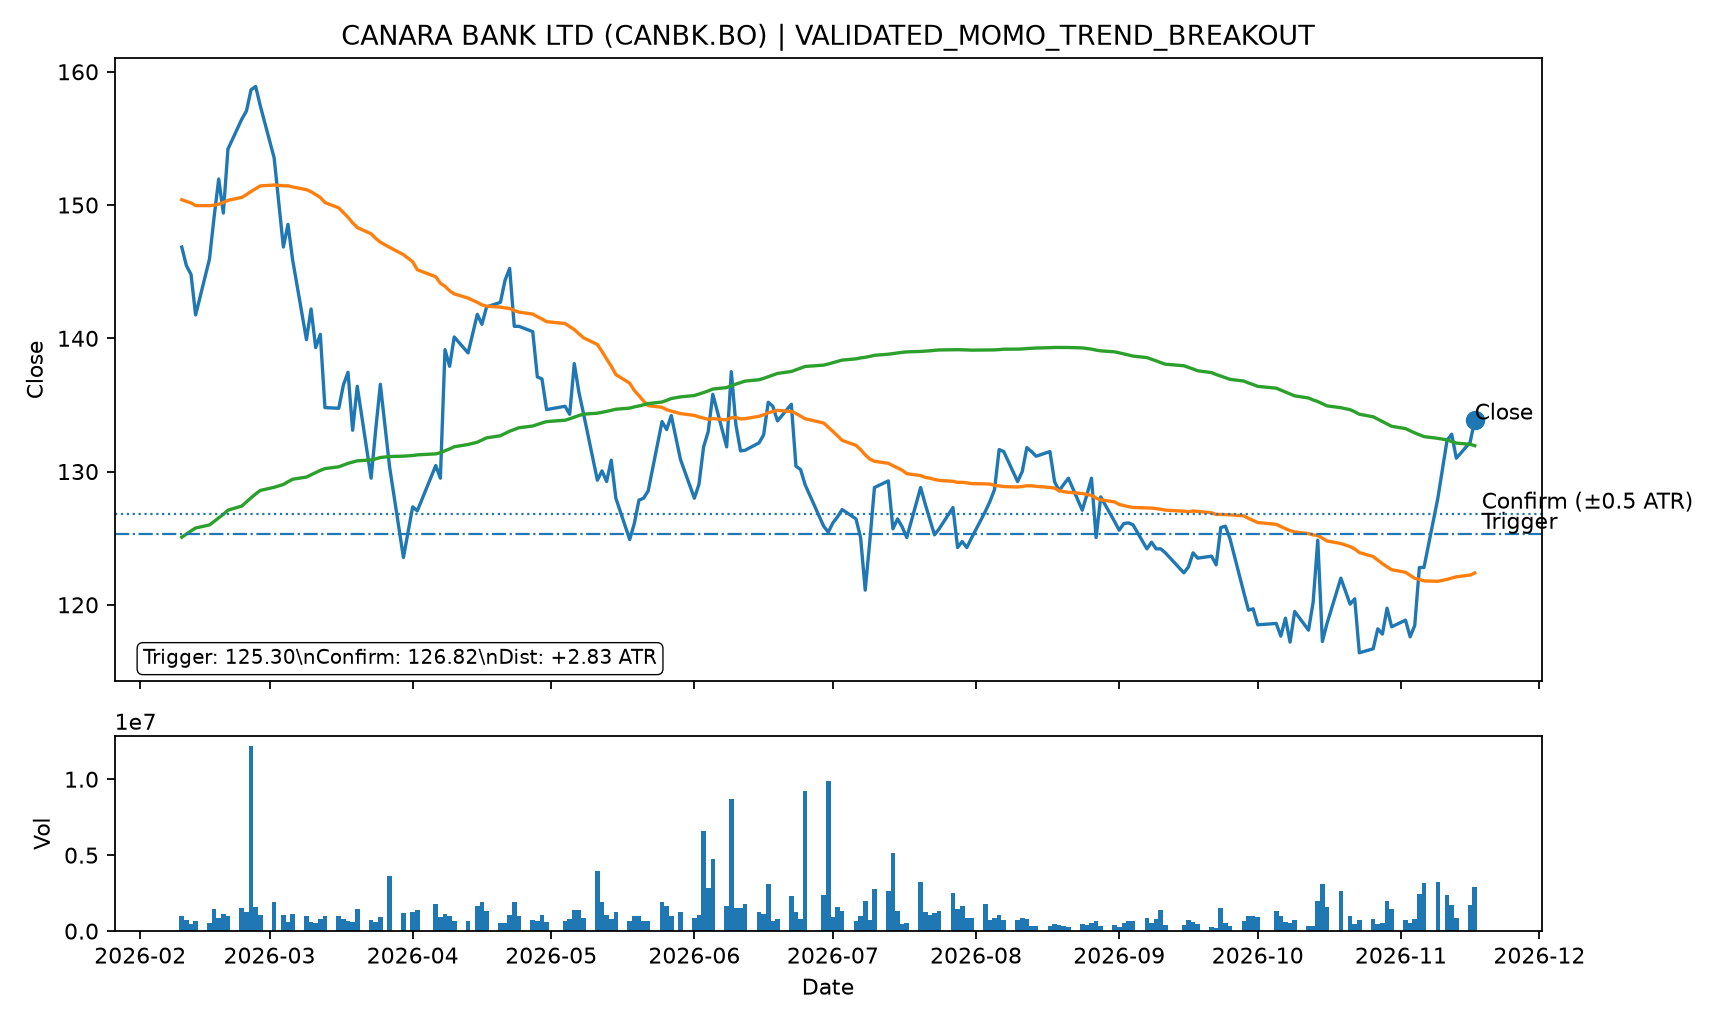 CANARA BANK LTD (CANBK.BO) | VALIDATED_MOMO_TREND_BREAKOUT
Close
160
150
140
130
120
Close
Confirm (±0.5 ATR)
Trigger
Trigger: 125.30\nConfirm: 126.82\nDist: +2.83 ATR
1e7
Vol
1.0
0.5
0.0
2026-02 2026-03 2026-04 2026-05 2026-06 2026-07 2026-08 2026-09 2026-10 2026-11 2026-12
Date